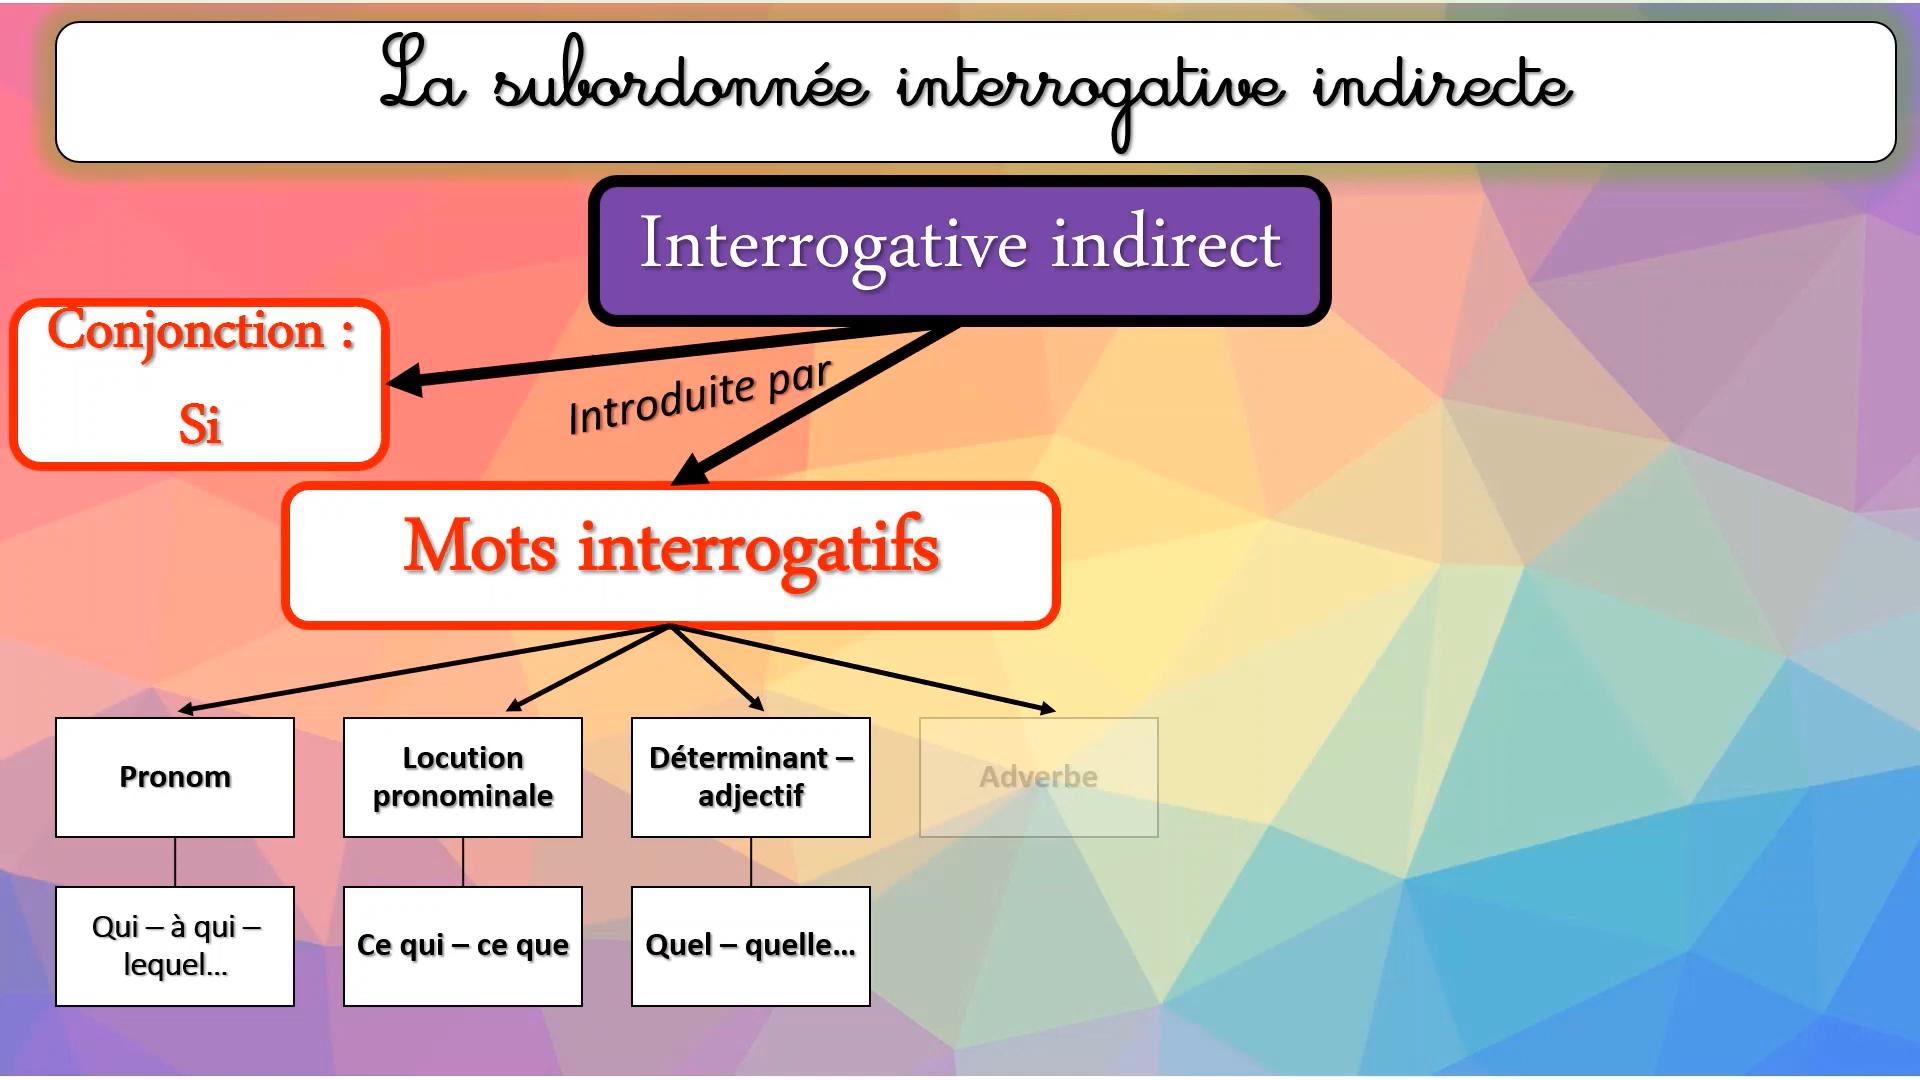 La subordonnée interrogative indirecte
Interrogative indirect
Conjonction :
Si
Introduite par
Mots interrogatifs
Pronom
Locution
pronominale
Déterminant –
adjectif
Adverbe
Qui – à qui –
lequel...
Ce qui – ce que
Quel – quelle...